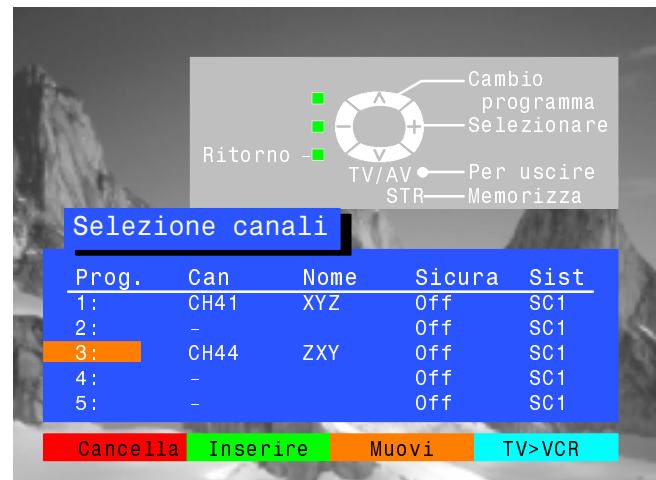 Cambio
programma
Selezionare
Ritorno
TV/AV Per uscire
STR Memorizza
Selezione canali
Prog. Can Nome Sicura Sist
1: CH41 XYZ Off SC1
2: – Off SC1
3: CH44 ZXY Off SC1
4: – Off SC1
5: – Off SC1
Cancella Inserire Muovi TV>VCR